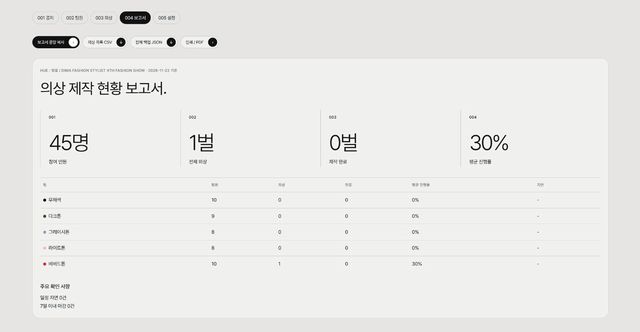 001 공지 002 팀원 003 의상 004 보고서 005 설정
보고서 문장 복사 의상 목록 CSV 전체 백업 JSON 인쇄 / PDF
의상 제작 현황 보고서.
001 002 003 004
45명 1벌 0벌 30%
참여 인원 전체 의상 제작 완료 평균 진행률
팀 팀원 의상 완료 평균 진행률 지연
무채색 10 0 0 0% -
다크톤 9 0 0 0% -
그레이시톤 8 0 0 0% -
라이트톤 8 0 0 0% -
비비드톤 10 1 0 30% -
주요 확인 사항
일정 지연 0건
7일 이내 마감 0건